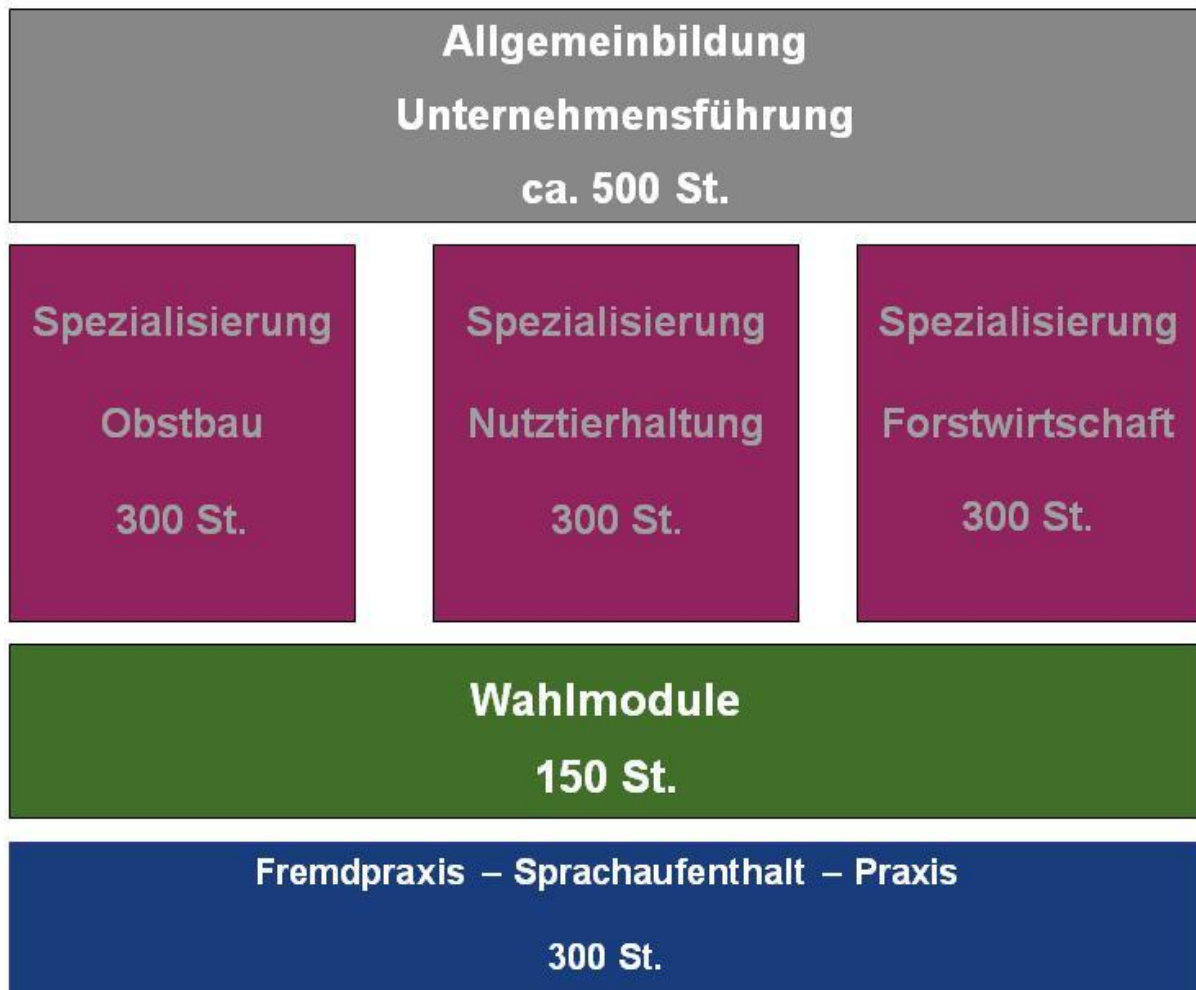 Allgemeinbildung
Unternehmensführung
ca. 500 St.
Spezialisierung
Obstbau
300 St.
Spezialisierung
Nutztierhaltung
300 St.
Spezialisierung
Forstwirtschaft
300 St.
Wahlmodule
150 St.
Fremdpraxis – Sprachaufenthalt – Praxis
300 St.